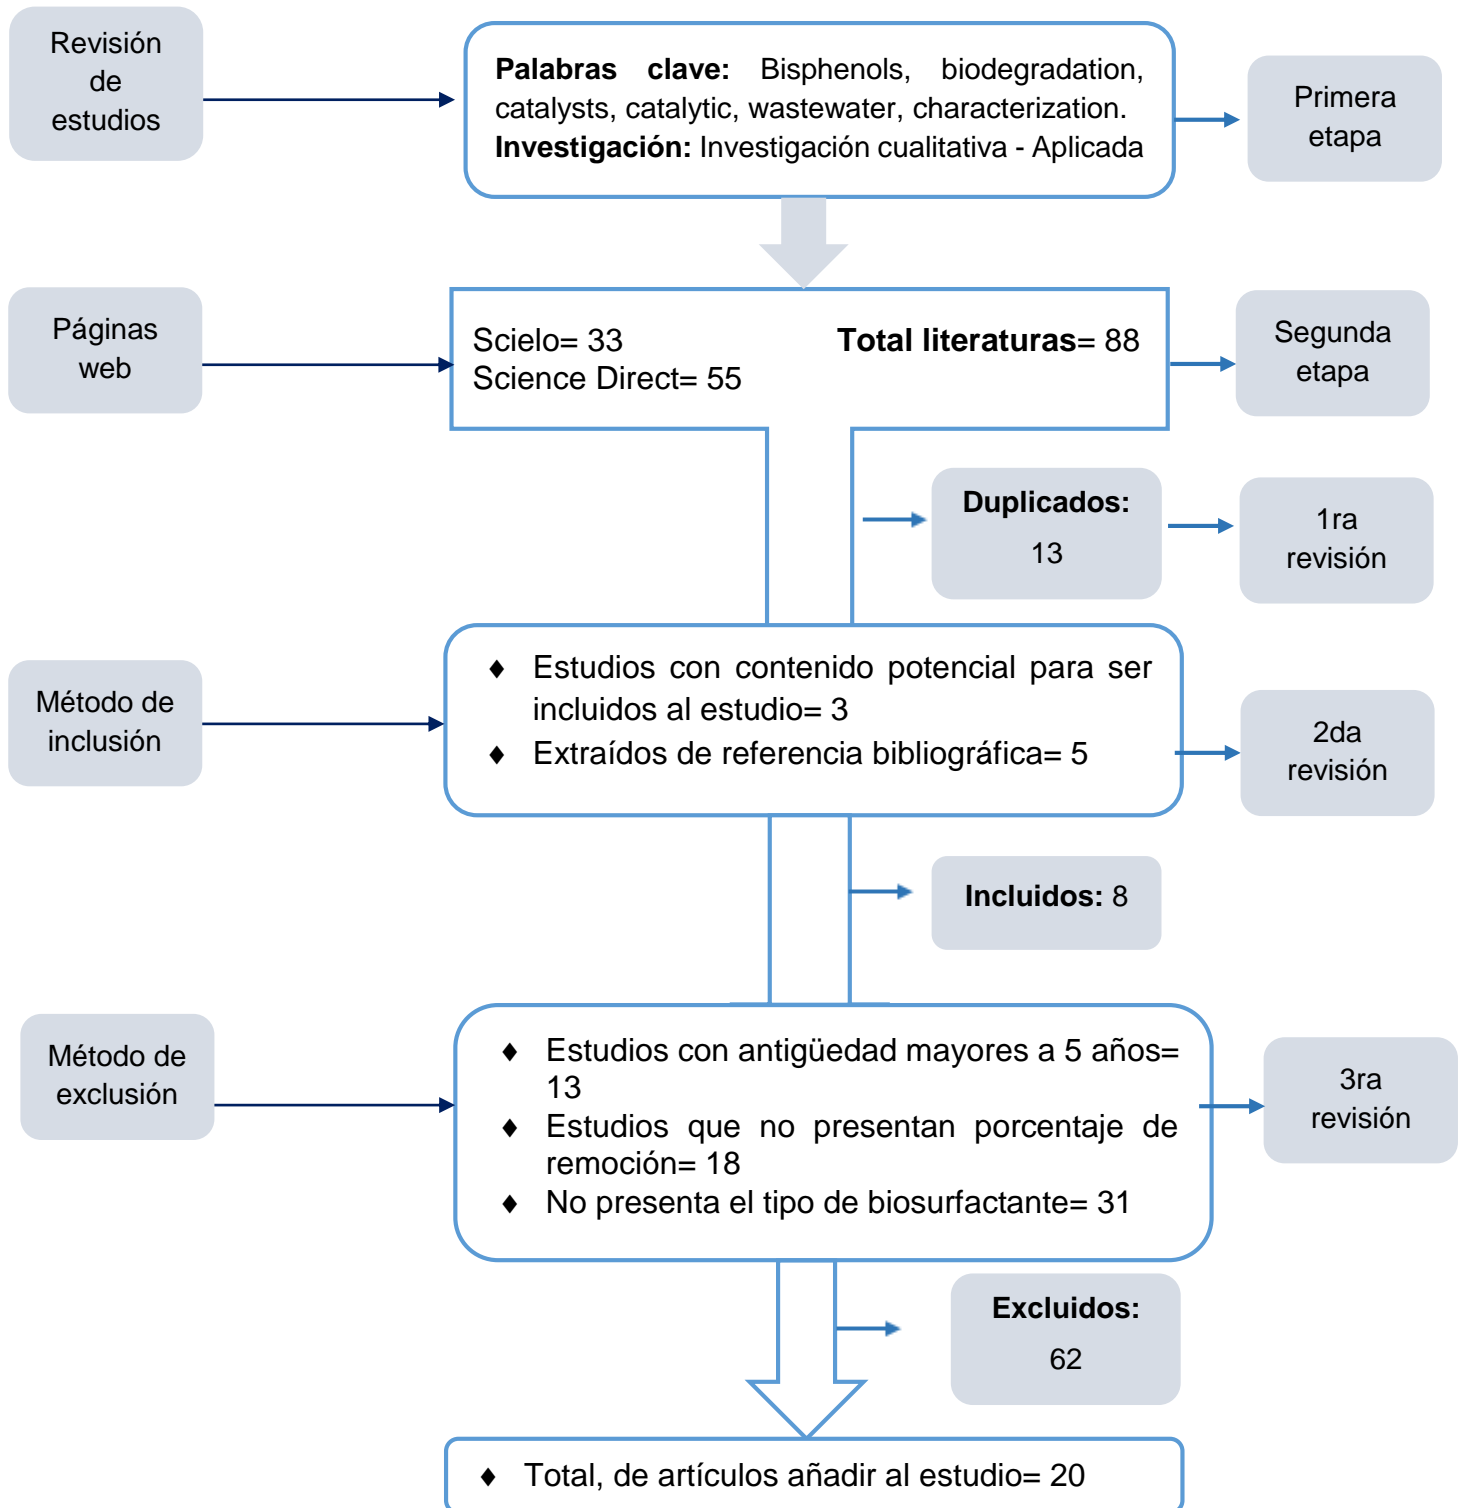 Revisión
de
estudios
Palabras clave: Bisphenols, biodegradation,
catalysts, catalytic, wastewater, characterization.
Investigación: Investigación cualitativa - Aplicada
Primera
etapa
Páginas
web
Scielo= 33
Total literaturas= 88
Science Direct= 55
Segunda
etapa
Duplicados:
13
1ra
revisión
Método de
inclusión
♦ Estudios con contenido potencial para ser
incluidos al estudio= 3
♦ Extraídos de referencia bibliográfica= 5
2da
revisión
Incluidos: 8
Método de
exclusión
♦ Estudios con antigüedad mayores a 5 años=
13
♦ Estudios que no presentan porcentaje de
remoción= 18
♦ No presenta el tipo de biosurfactante= 31
3ra
revisión
Excluidos:
62
♦ Total, de artículos añadir al estudio= 20